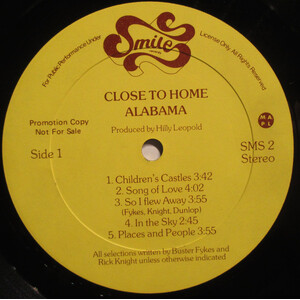 Smile
For Public Performance Under License Only. All Rights Reserved.
CLOSE TO HOME
ALABAMA
Promotion Copy
Not For Sale
M A
P L
Produced by Hilly Leopold
Side 1
SMS 2
Stereo
1. Children's Castles 3:42
2. Song of Love 4:02
3. So I flew Away 3:55
(Fykes, Knight, Dunlop)
4. In the Sky 2:45
5. Places and People 3:55
All selections written by Buster Fykes and
Rick Knight unless otherwise indicated